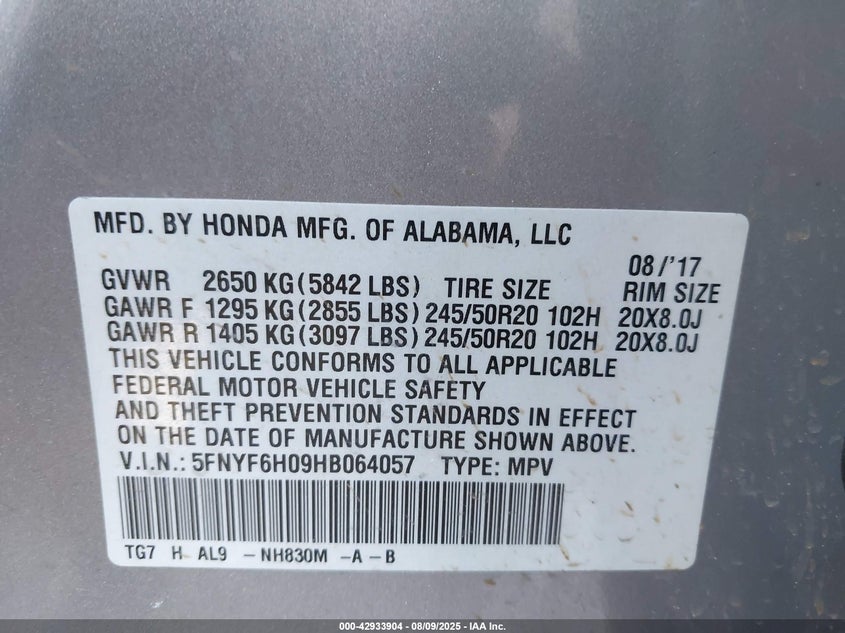 MFD. BY HONDA MFG. OF ALABAMA, LLC
08/'17
GVWR 2650 KG(5842 LBS) TIRE SIZE RIM SIZE
GAWR F 1295 KG(2855 LBS) 245/50R20 102H 20X8.0J
GAWR R 1405 KG(3097 LBS) 245/50R20 102H 20X8.0J
THIS VEHICLE CONFORMS TO ALL APPLICABLE
FEDERAL MOTOR VEHICLE SAFETY
AND THEFT PREVENTION STANDARDS IN EFFECT
ON THE DATE OF MANUFACTURE SHOWN ABOVE.
V.I.N.: 5FNYF6H09HB064057 TYPE: MPV
TG7 H AL9 -NH830M -A-B
000-42933904 - 08/09/2025 - IAA Inc.